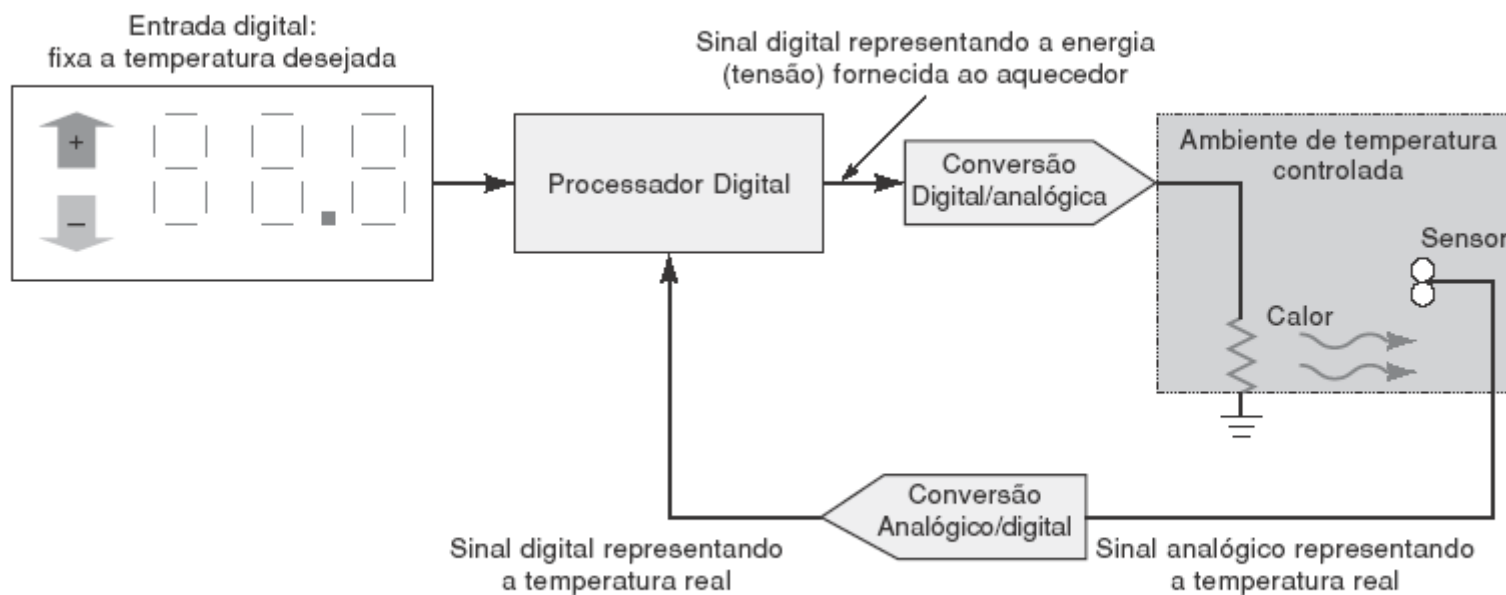 Entrada digital:
fixa a temperatura desejada
+
–
Processador Digital
Sinal digital representando a energia
(tensão) fornecida ao aquecedor
Conversão
Digital/analógica
Ambiente de temperatura
controlada
Sensor
Calor
Conversão
Analógico/digital
Sinal digital representando
a temperatura real
Sinal analógico representando
a temperatura real